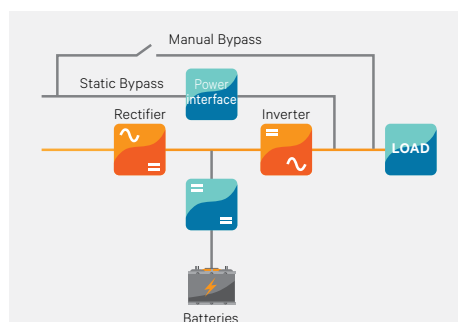 Manual Bypass
Static Bypass
Power
interface
Rectifier
Inverter
LOAD
Batteries